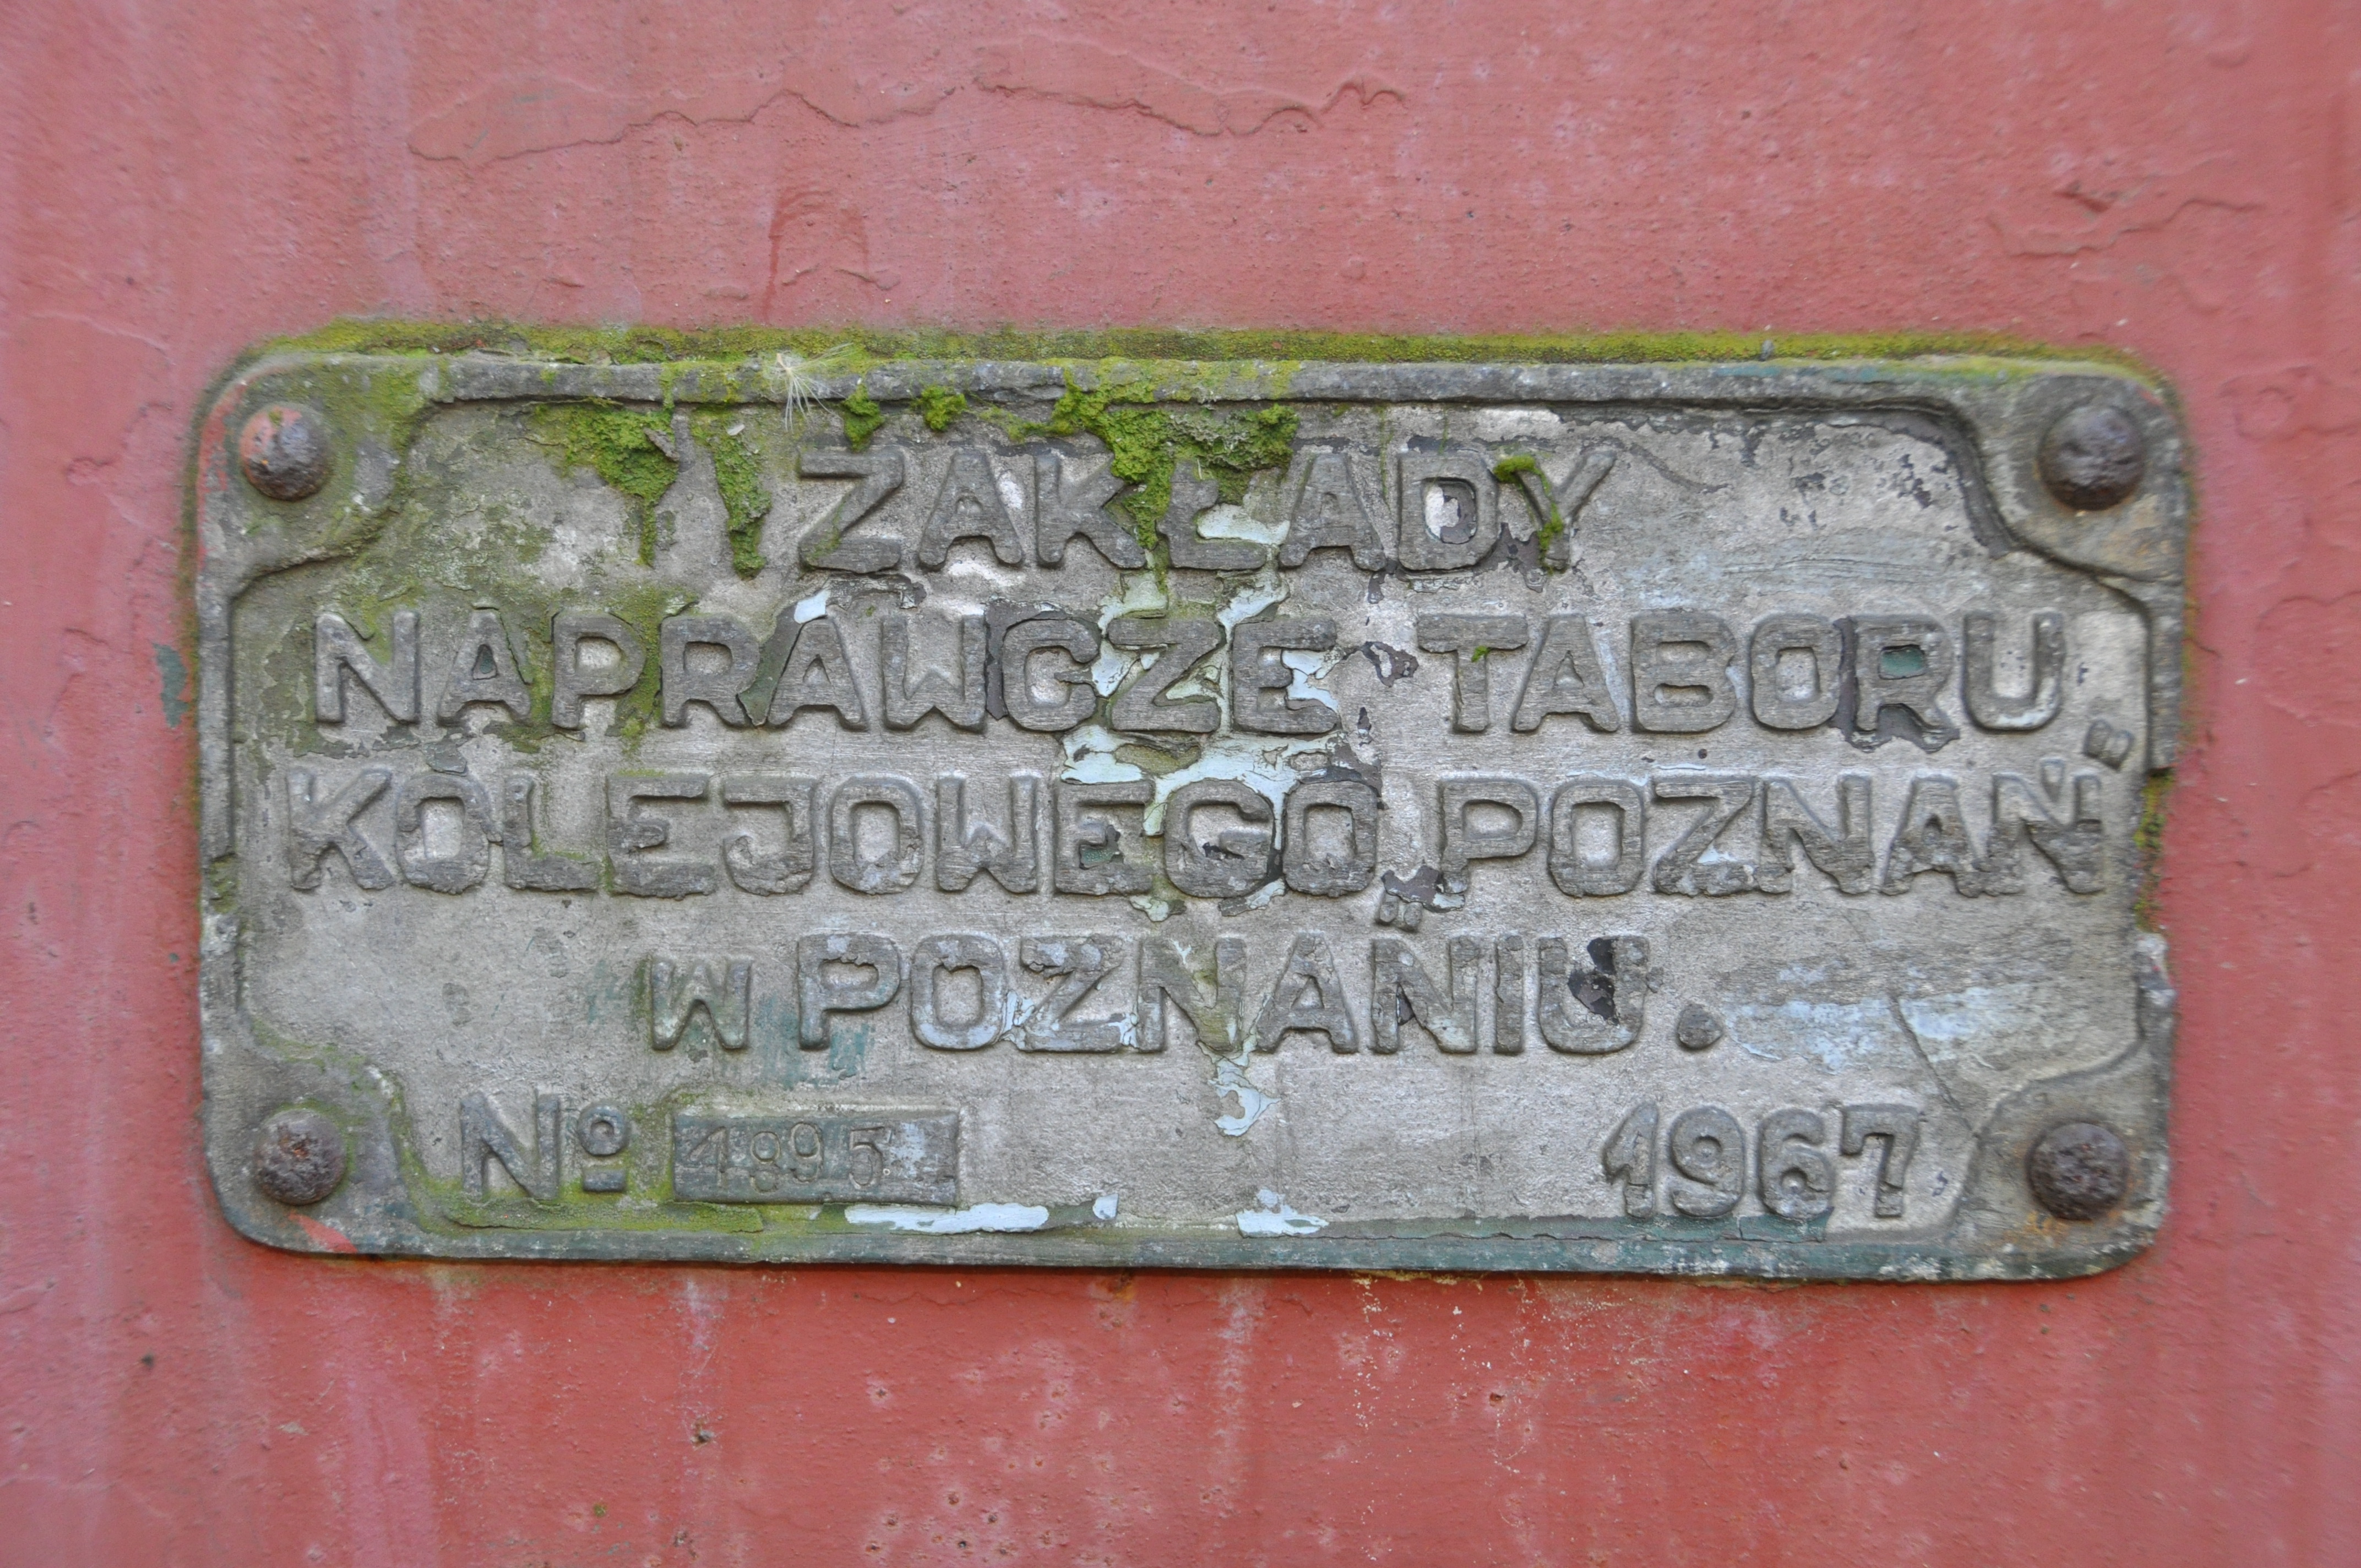 ZAKŁADY
NAPRAWCZE TABORU
KOLEJOWEGO„POZNAŃ"
W POZNANIU.
Nº 4895
1967